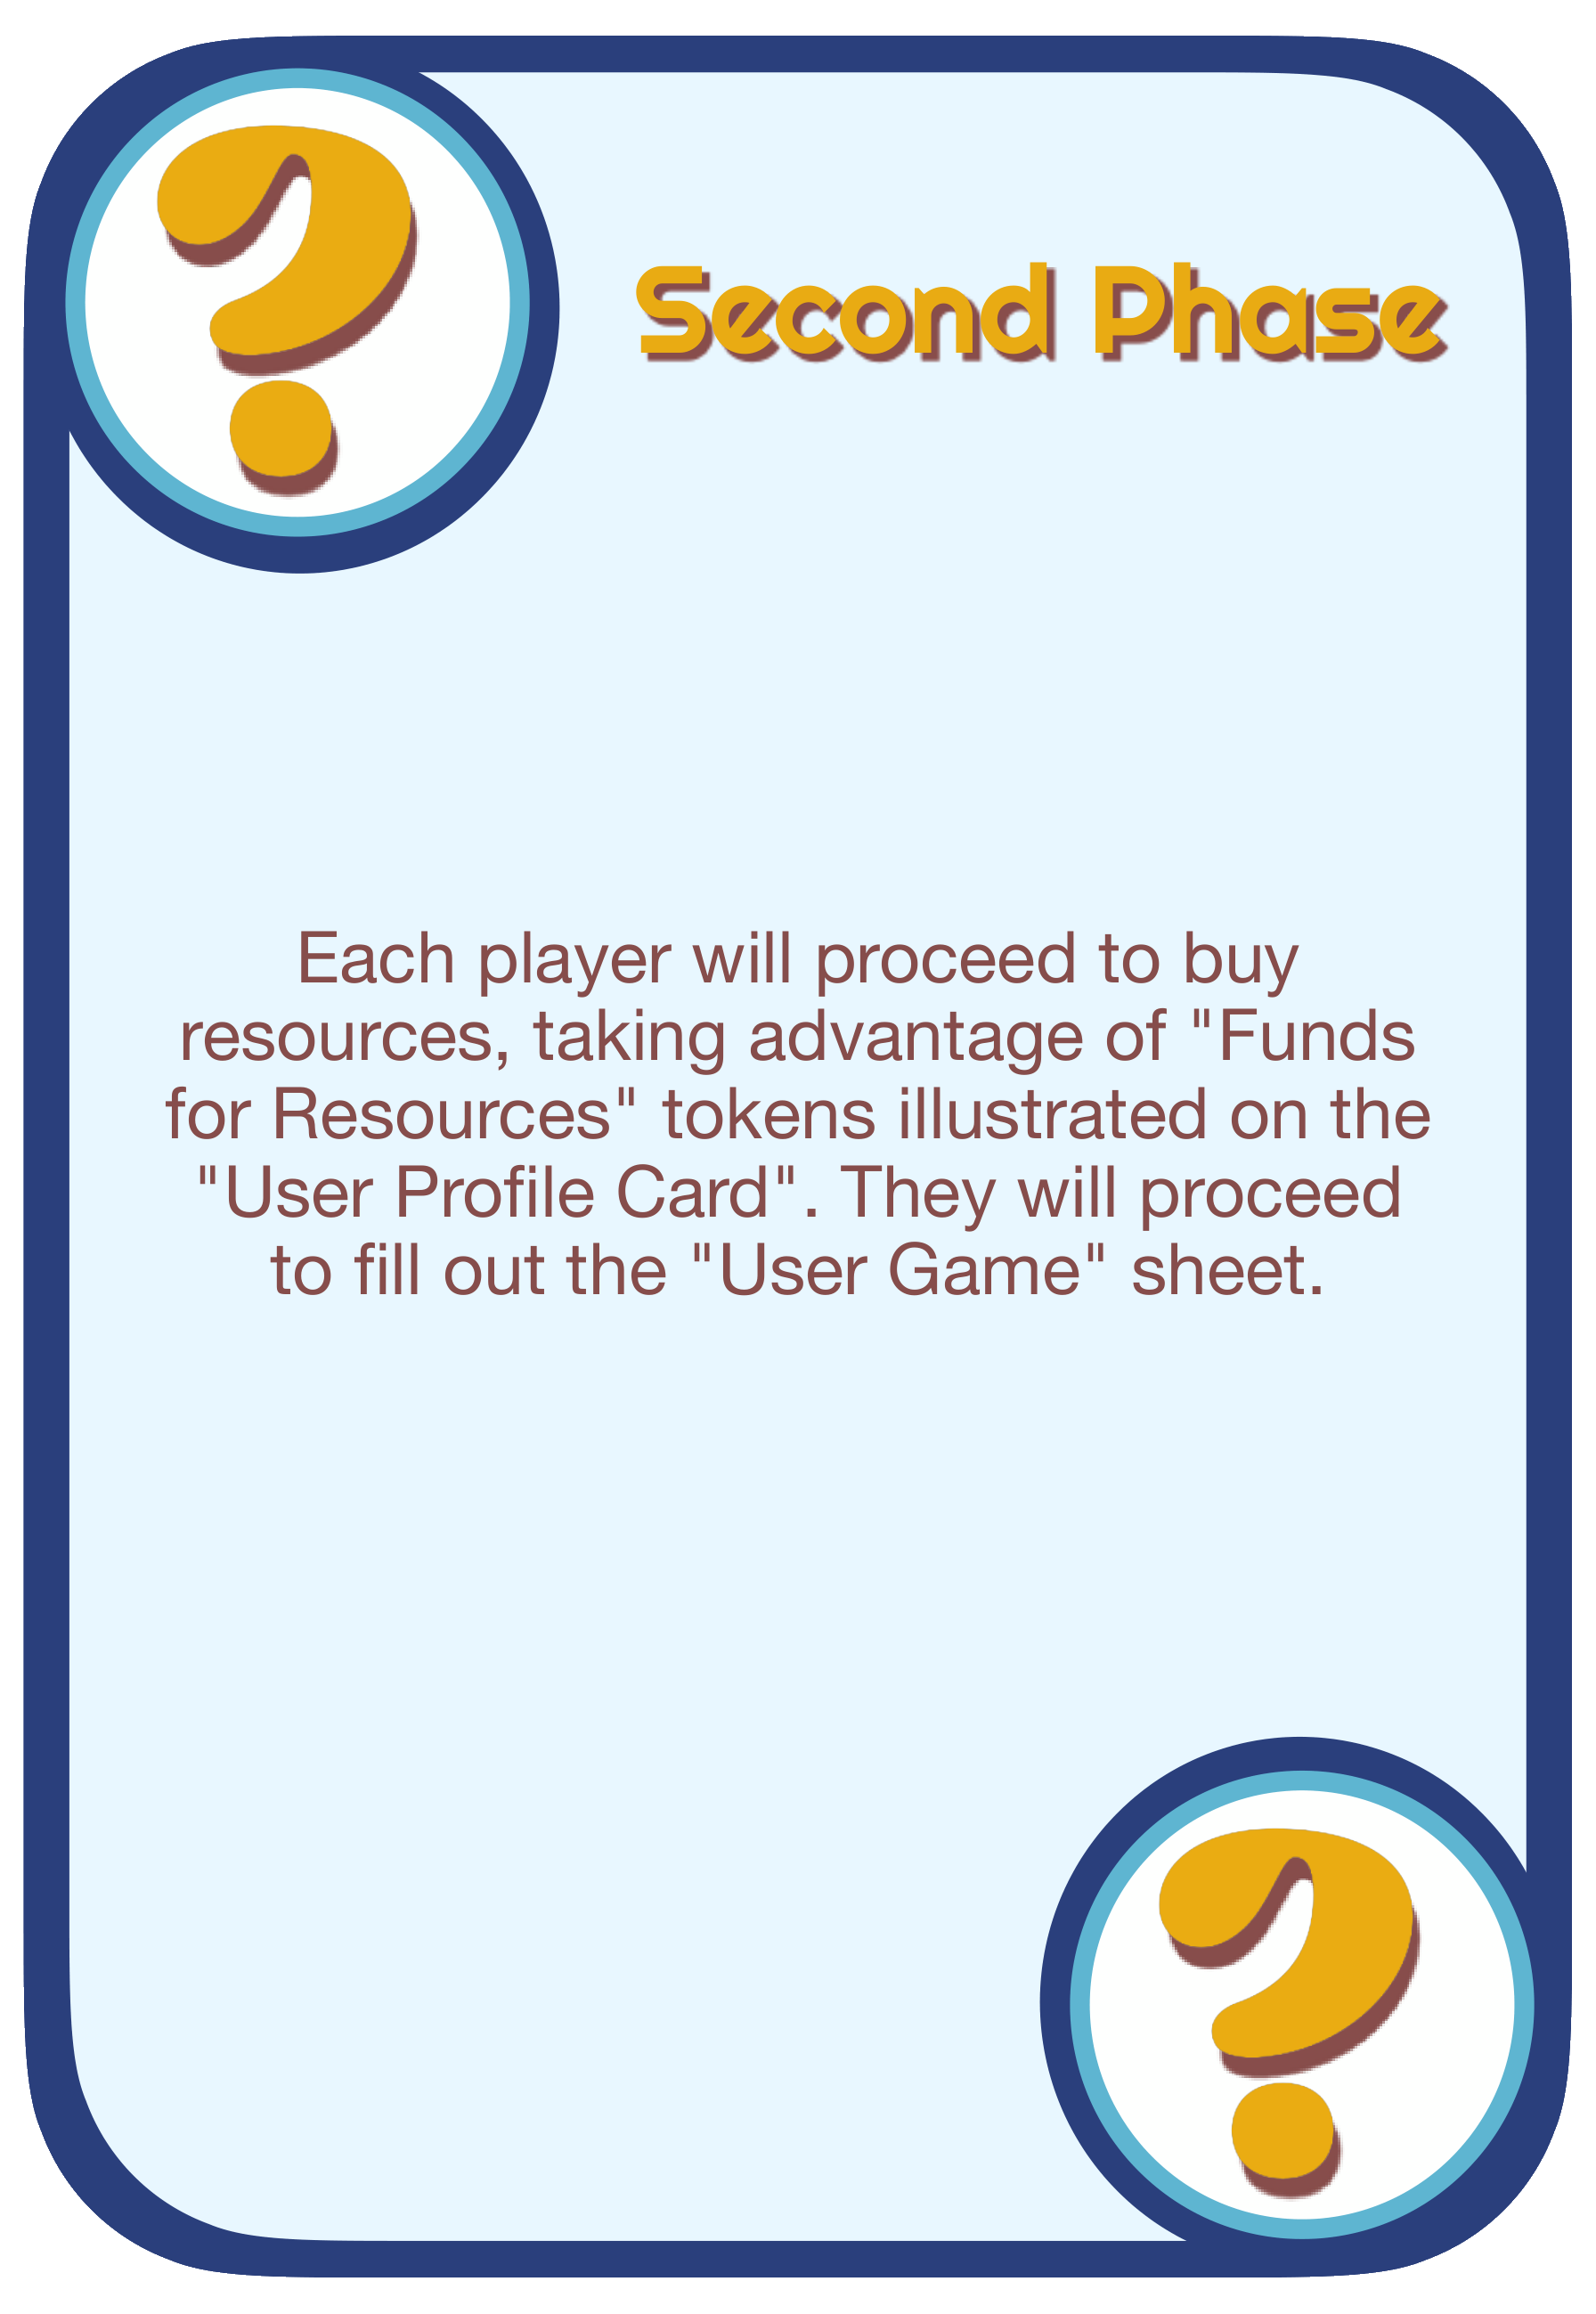 Second Phase
Each player will proceed to buy
resources, taking advantage of "Funds
for Resources" tokens illustrated on the
"User Profile Card". They will proceed
to fill out the "User Game" sheet.